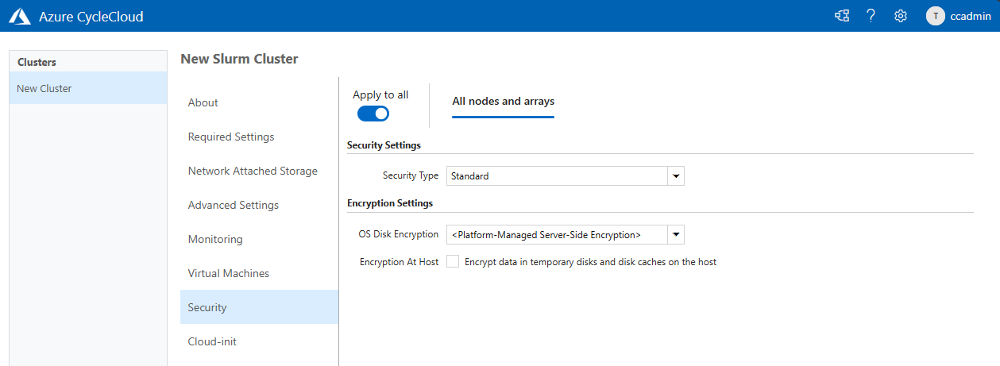 Azure CycleCloud
? T ccadmin
Clusters
New Cluster
New Slurm Cluster
About
Required Settings
Network Attached Storage
Advanced Settings
Monitoring
Virtual Machines
Security
Cloud-init
Apply to all
All nodes and arrays
Security Settings
Security Type Standard
Encryption Settings
OS Disk Encryption <Platform-Managed Server-Side Encryption>
Encryption At Host Encrypt data in temporary disks and disk caches on the host